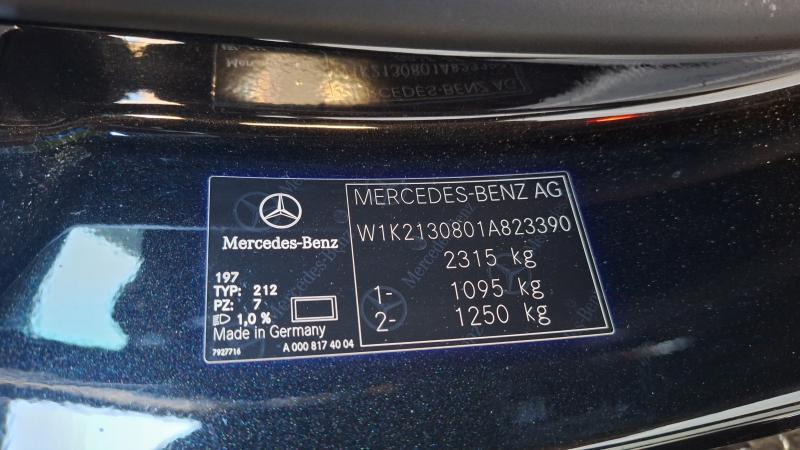 Mercedes-Benz
197
TYP: 212
PZ: 7
1,0 %
Made in Germany
7927716
A 000 817 40 04
MERCEDES-BENZ AG
W1K2130801A823390
2315 kg
1- 1095 kg
2- 1250 kg